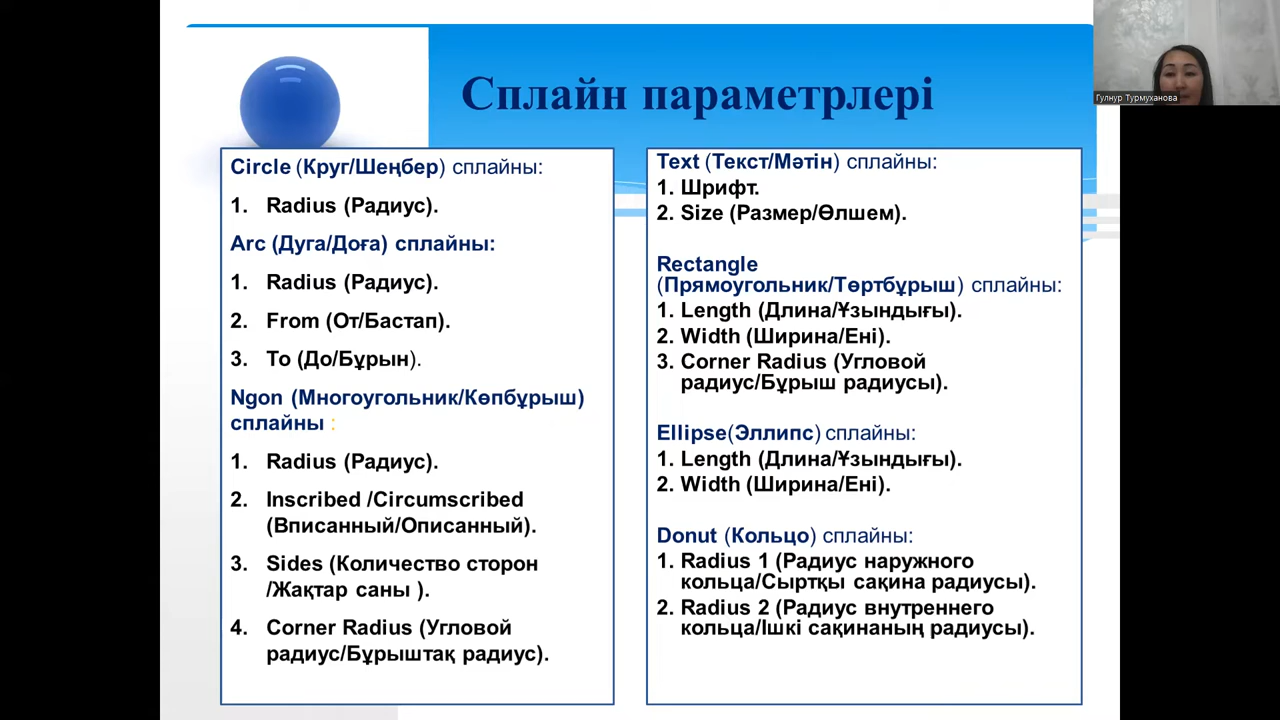 Сплайн параметрлері
Гулнур Турмуханова
Circle (Круг/Шеңбер) сплайны:
1. Radius (Радиус).
Arc (Дуга/Доға) сплайны:
1. Radius (Радиус).
2. From (От/Бастап).
3. To (До/Бұрын).
Ngon (Многоугольник/Көпбұрыш)
сплайны :
1. Radius (Радиус).
2. Inscribed /Circumscribed
(Вписанный/Описанный).
3. Sides (Количество сторон
/Жақтар саны ).
4. Corner Radius (Угловой
радиус/Бұрыштақ радиус).
Text (Текст/Мәтін) сплайны:
1. Шрифт.
2. Size (Размер/Өлшем).
Rectangle
(Прямоугольник/Төртбұрыш) сплайны:
1. Length (Длина/Ұзындығы).
2. Width (Ширина/Ені).
3. Corner Radius (Угловой
радиус/Бұрыш радиусы).
Ellipse(Эллипс) сплайны:
1. Length (Длина/Ұзындығы).
2. Width (Ширина/Ені).
Donut (Кольцо) сплайны:
1. Radius 1 (Радиус наружного
кольца/Сыртқы сақина радиусы).
2. Radius 2 (Радиус внутреннего
кольца/Ішкі сақинаның радиусы).